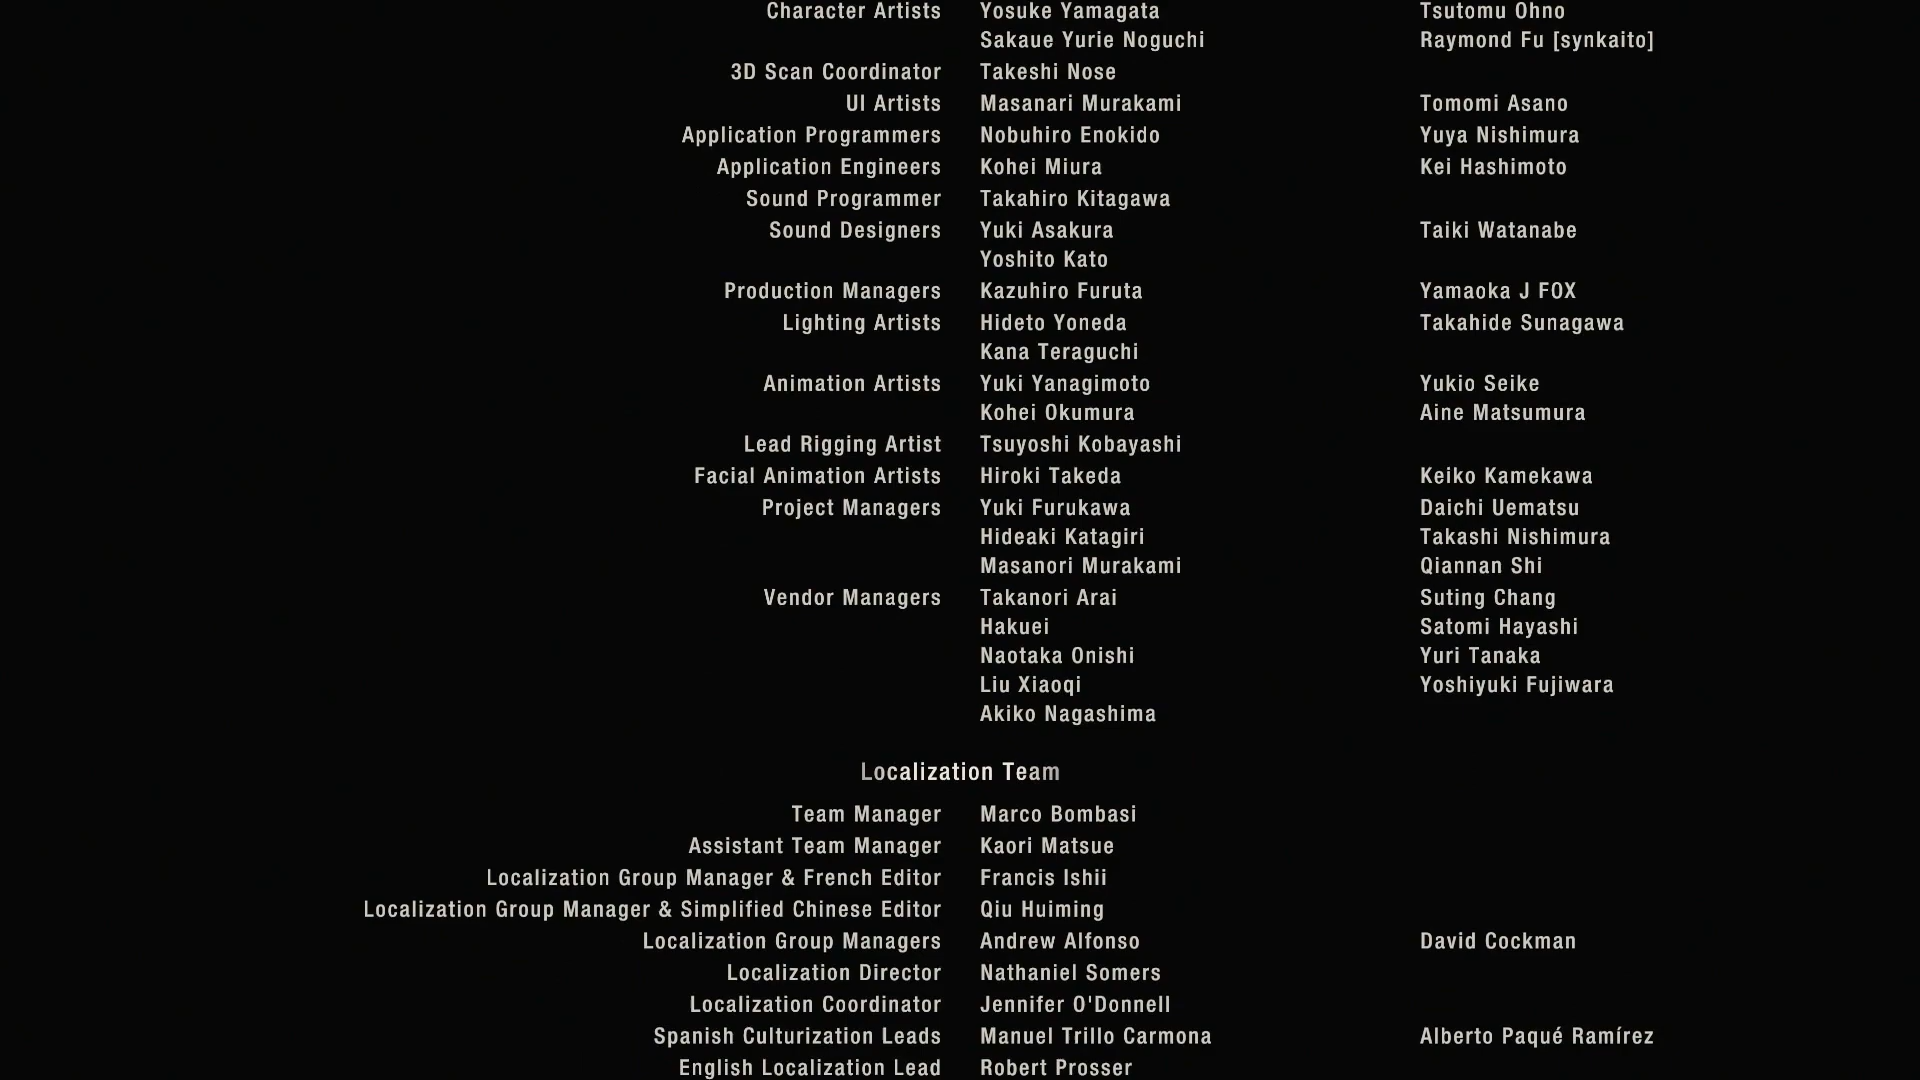 Character Artists Yosuke Yamagata Tsutomu Ohno
Sakaue Yurie Noguchi Raymond Fu [synkaito]
3D Scan Coordinator Takeshi Nose
UI Artists Masanari Murakami Tomomi Asano
Application Programmers Nobuhiro Enokido Yuya Nishimura
Application Engineers Kohei Miura Kei Hashimoto
Sound Programmer Takahiro Kitagawa
Sound Designers Yuki Asakura Taiki Watanabe
Yoshito Kato
Production Managers Kazuhiro Furuta Yamaoka J FOX
Lighting Artists Hideto Yoneda Takahide Sunagawa
Kana Teraguchi
Animation Artists Yuki Yanagimoto Yukio Seike
Kohei Okumura Aine Matsumura
Lead Rigging Artist Tsuyoshi Kobayashi
Facial Animation Artists Hiroki Takeda Keiko Kamekawa
Project Managers Yuki Furukawa Daichi Uematsu
Hideaki Katagiri Takashi Nishimura
Masanori Murakami Qiannan Shi
Vendor Managers Takanori Arai Suting Chang
Hakuei Satomi Hayashi
Naotaka Onishi Yuri Tanaka
Liu Xiaoqi Yoshiyuki Fujiwara
Akiko Nagashima
Localization Team
Team Manager Marco Bombasi
Assistant Team Manager Kaori Matsue
Localization Group Manager & French Editor Francis Ishii
Localization Group Manager & Simplified Chinese Editor Qiu Huiming
Localization Group Managers Andrew Alfonso David Cockman
Localization Director Nathaniel Somers
Localization Coordinator Jennifer O'Donnell
Spanish Culturization Leads Manuel Trillo Carmona Alberto Paqué Ramírez
English Localization Lead Robert Prosser